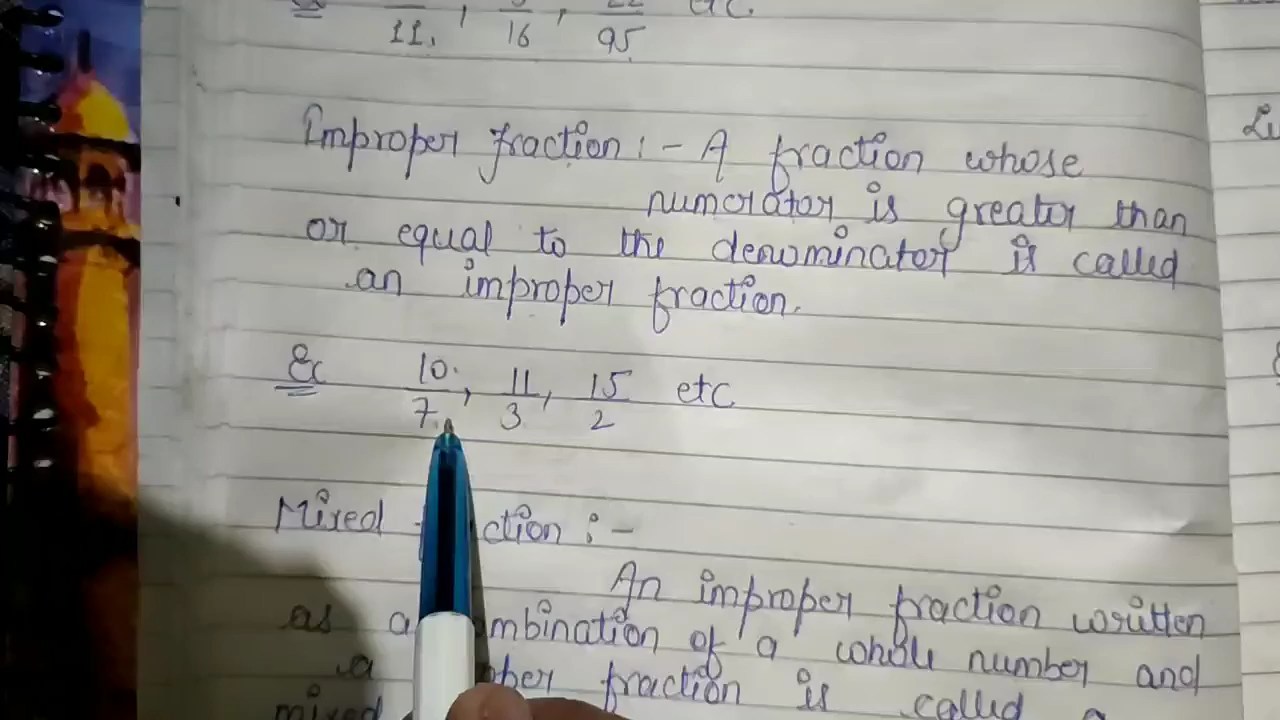 11, 16 95
Improper fraction :- A fraction whose
numorator is greater than
or equal to the denominator is called
an improper fraction.
Ex 10/7, 11/3, 15/2 etc
Mixed ction :-
An improper fraction written
as a mbination of a whole number and
a per fraction is called a
mixed